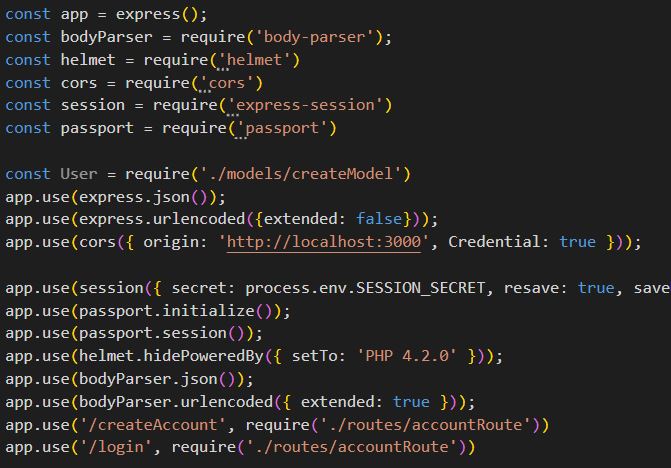 const app = express();
const bodyParser = require('body-parser');
const helmet = require('helmet')
const cors = require('cors')
const session = require('express-session')
const passport = require('passport')
const User = require('./models/createModel')
app.use(express.json());
app.use(express.urlencoded({extended: false}));
app.use(cors({ origin: 'http://localhost:3000', Credential: true }));
app.use(session({ secret: process.env.SESSION_SECRET, resave: true, save
app.use(passport.initialize());
app.use(passport.session());
app.use(helmet.hidePoweredBy({ setTo: 'PHP 4.2.0' }));
app.use(bodyParser.json());
app.use(bodyParser.urlencoded({ extended: true }));
app.use('/createAccount', require('./routes/accountRoute'))
app.use('/login', require('./routes/accountRoute'))